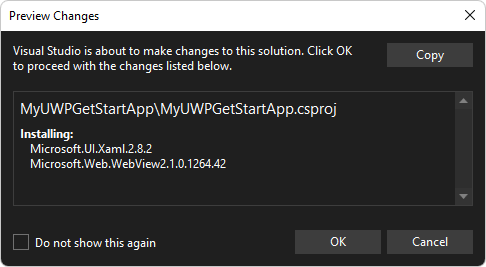 Preview Changes
Visual Studio is about to make changes to this solution. Click OK
to proceed with the changes listed below.
Copy
MyUWPGetStartApp\MyUWPGetStartApp.csproj
Installing:
Microsoft.UI.Xaml.2.8.2
Microsoft.Web.WebView2.1.0.1264.42
Do not show this again
OK
Cancel